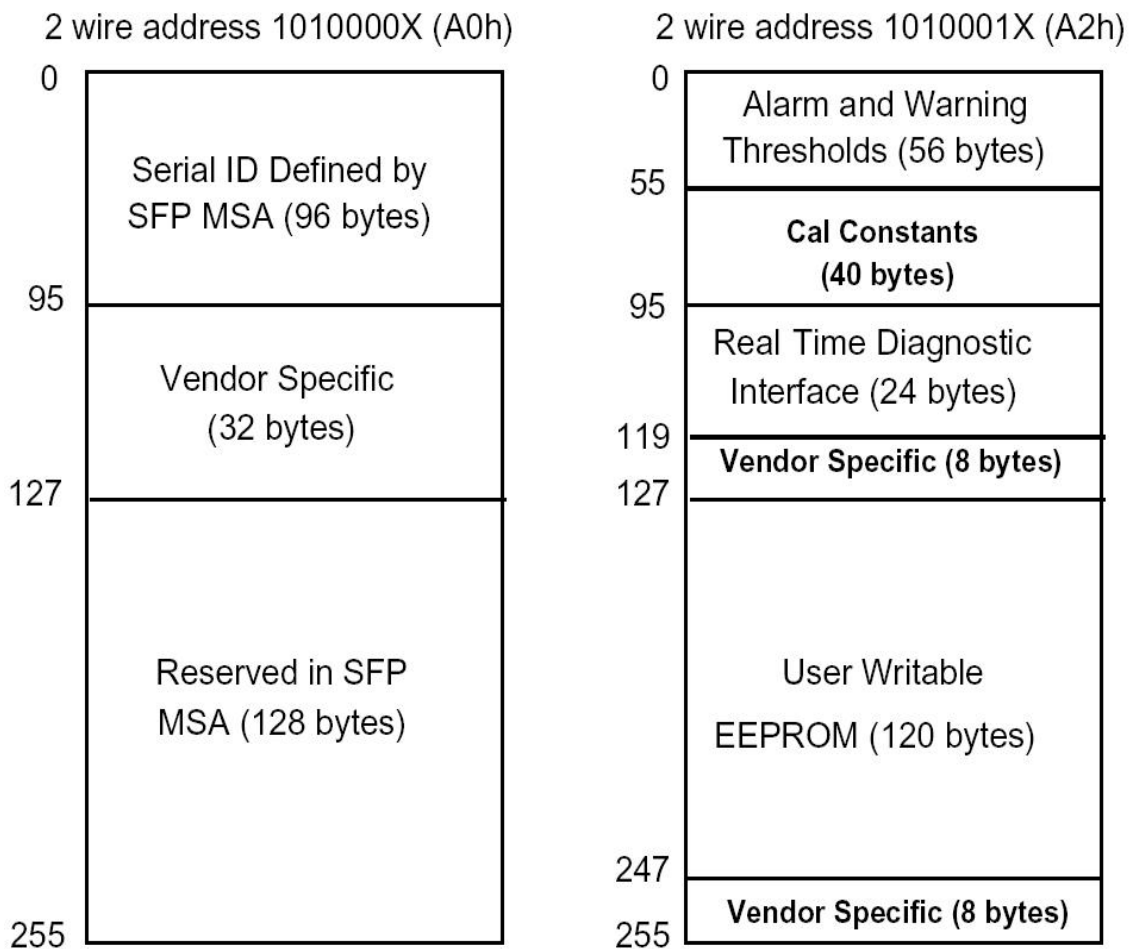 2 wire address 1010000X (A0h)
0
Serial ID Defined by
SFP MSA (96 bytes)
95
Vendor Specific
(32 bytes)
127
Reserved in SFP
MSA (128 bytes)
255
2 wire address 1010001X (A2h)
0
Alarm and Warning
Thresholds (56 bytes)
55
Cal Constants
(40 bytes)
95
Real Time Diagnostic
Interface (24 bytes)
119
Vendor Specific (8 bytes)
127
User Writable
EEPROM (120 bytes)
247
Vendor Specific (8 bytes)
255